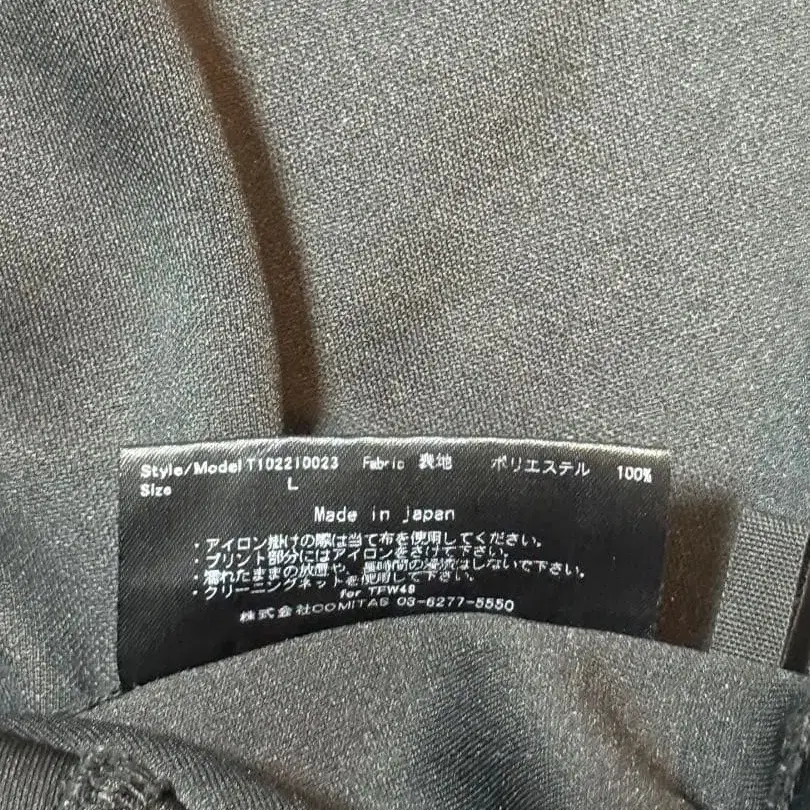 Style/Model T102210023 Fabric 表地 ポリエステル 100%
Size L
Made in japan
・アイロン掛けの際は当て布を使用してください。
・プリント部分にはアイロンをさけて下さい。
・濡れたままの放置や、長時間の浸漬はしないで下さい。
・クリーニングネットを使用して下さい。
for TFW49
株式会社COMITAS 03-6277-5550